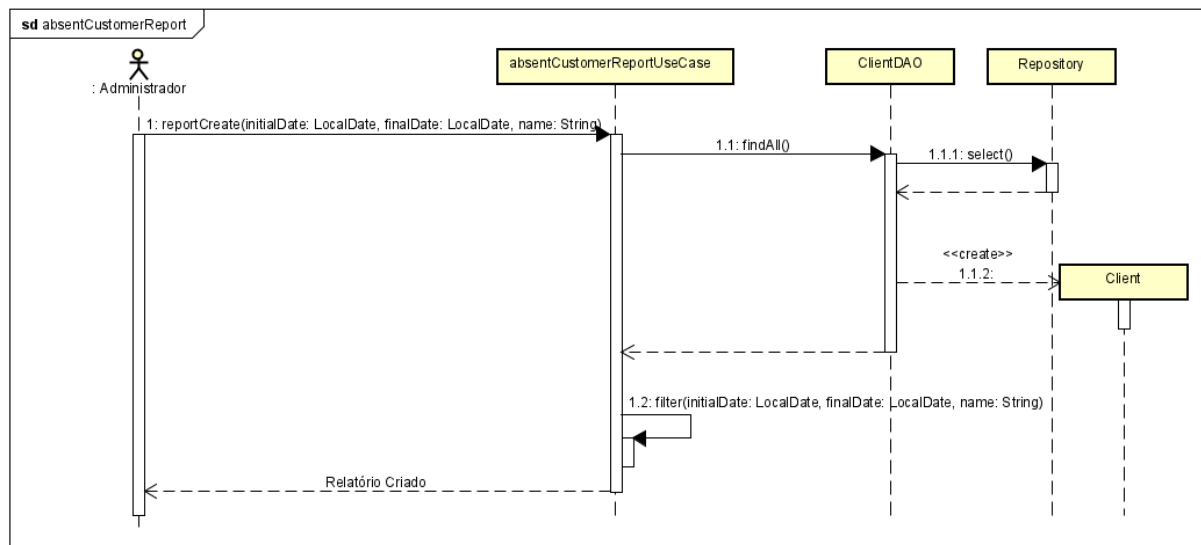 sd absentCustomerReport
: Administrador
absentCustomerReportUseCase
ClientDAO
Repository
1: reportCreate(initialDate: LocalDate, finalDate: LocalDate, name: String)
1.1: findAll()
1.1.1: select()
<<create>>
1.1.2:
Client
1.2: filter(initialDate: LocalDate, finalDate: LocalDate, name: String)
Relatório Criado